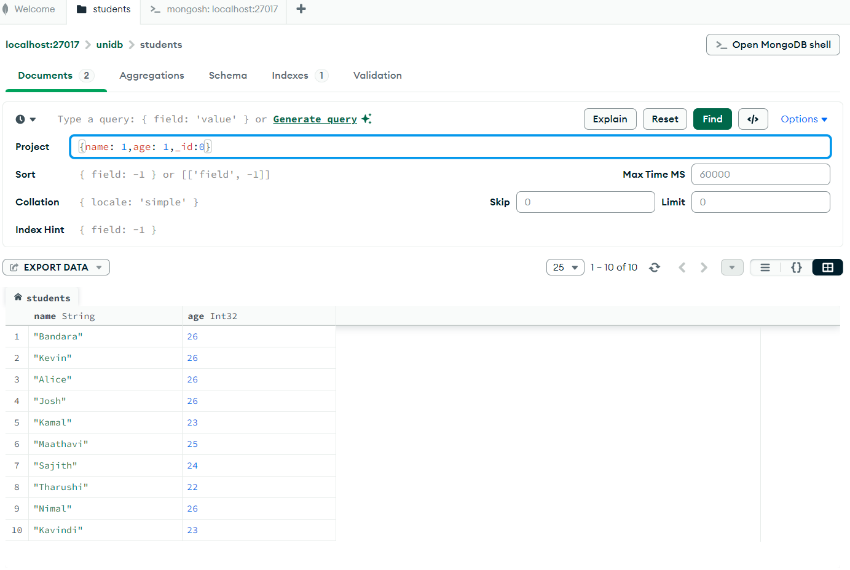 Welcome students >_ mongosh: localhost:27017 +
localhost:27017 > unidb > students >_ Open MongoDB shell
Documents 2 Aggregations Schema Indexes 1 Validation
Type a query: { field: 'value' } or Generate query Explain Reset Find </> Options
Project {name: 1,age: 1,_id:0}
Sort { field: -1 } or [['field', -1]] Max Time MS 60000
Collation { locale: 'simple' } Skip 0 Limit 0
Index Hint { field: -1 }
EXPORT DATA 25 1 – 10 of 10 {}
students
name String age Int32
1 "Bandara" 26
2 "Kevin" 26
3 "Alice" 26
4 "Josh" 26
5 "Kamal" 23
6 "Maathavi" 25
7 "Sajith" 24
8 "Tharushi" 22
9 "Nimal" 26
10 "Kavindi" 23